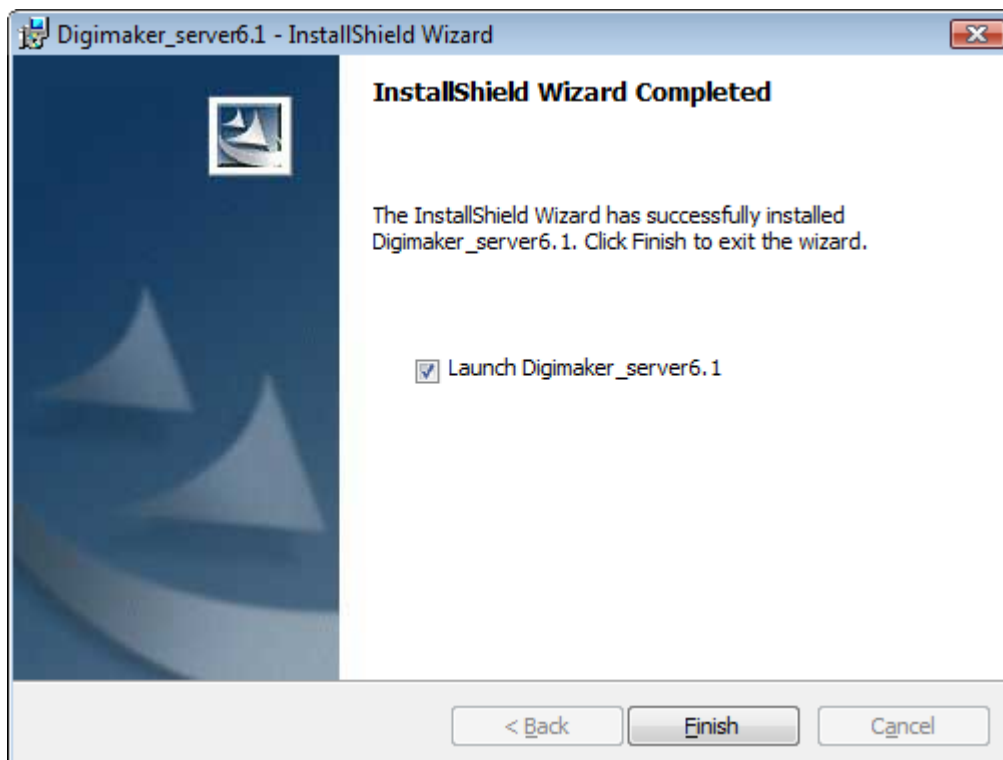 Digimaker_server6.1 - InstallShield Wizard
InstallShield Wizard Completed
The InstallShield Wizard has successfully installed
Digimaker_server6.1. Click Finish to exit the wizard.
Launch Digimaker_server6.1
< Back Finish Cancel